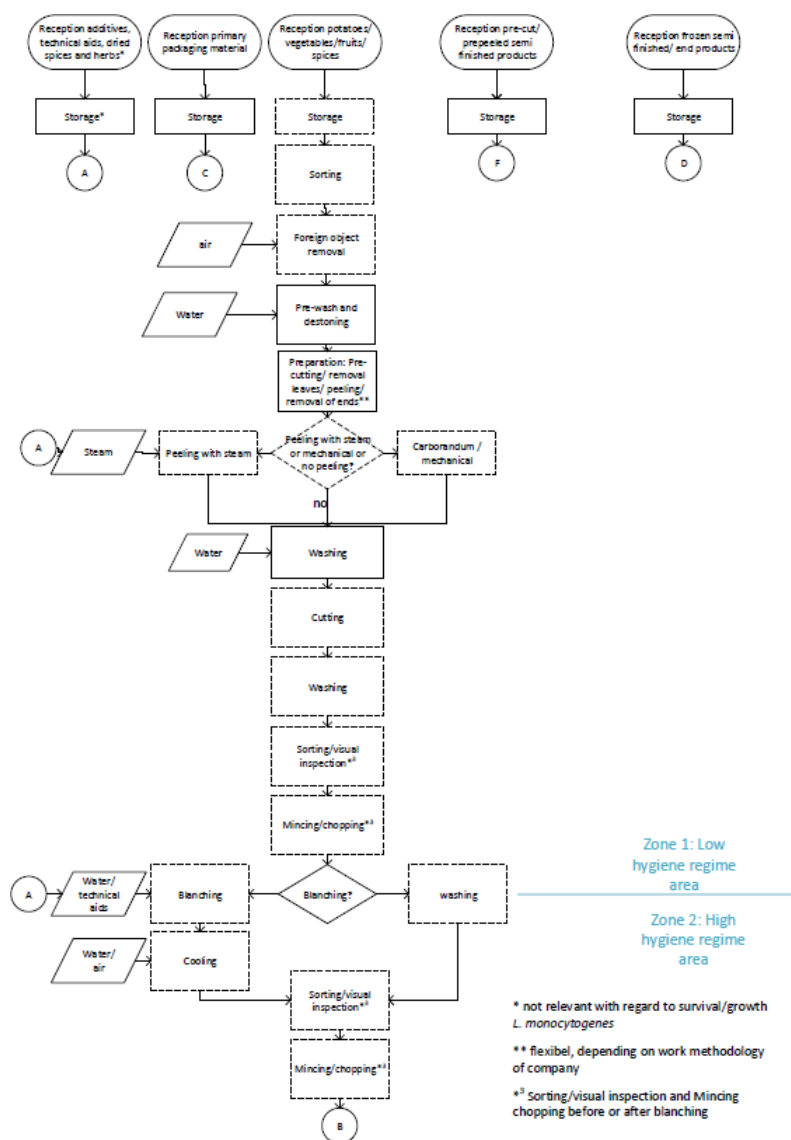 Reception additives,
technical aids, dried
spices and herbs*
Reception primary
packaging material
Reception potatoes/
vegetables/fruits/
spices
Reception pre-cut/
prepeeled semi
finished products
Reception frozen semi
finished/ end products
Storage*
Storage
Storage
Storage
Storage
A
C
F
D
Sorting
air
Foreign object
removal
Water
Pre-wash and
destoning
Preparation: Pre-
cutting/ removal
leaves/ peeling/
removal of ends**
A
Steam
Peeling with steam
Peeling with steam
or mechanical or
no peeling?
Carborandum /
mechanical
no
Water
Washing
Cutting
Washing
Sorting/visual
inspection*³
Mincing/chopping*³
Zone 1: Low
hygiene regime
area
A
Water/
technical
aids
Blanching
Blanching?
washing
Zone 2: High
hygiene regime
area
Water/
air
Cooling
Sorting/visual
inspection*³
Mincing/chopping*³
B
* not relevant with regard to survival/growth
L. monocytogenes
** flexibel, depending on work methodology
of company
*³ Sorting/visual inspection and Mincing
chopping before or after blanching